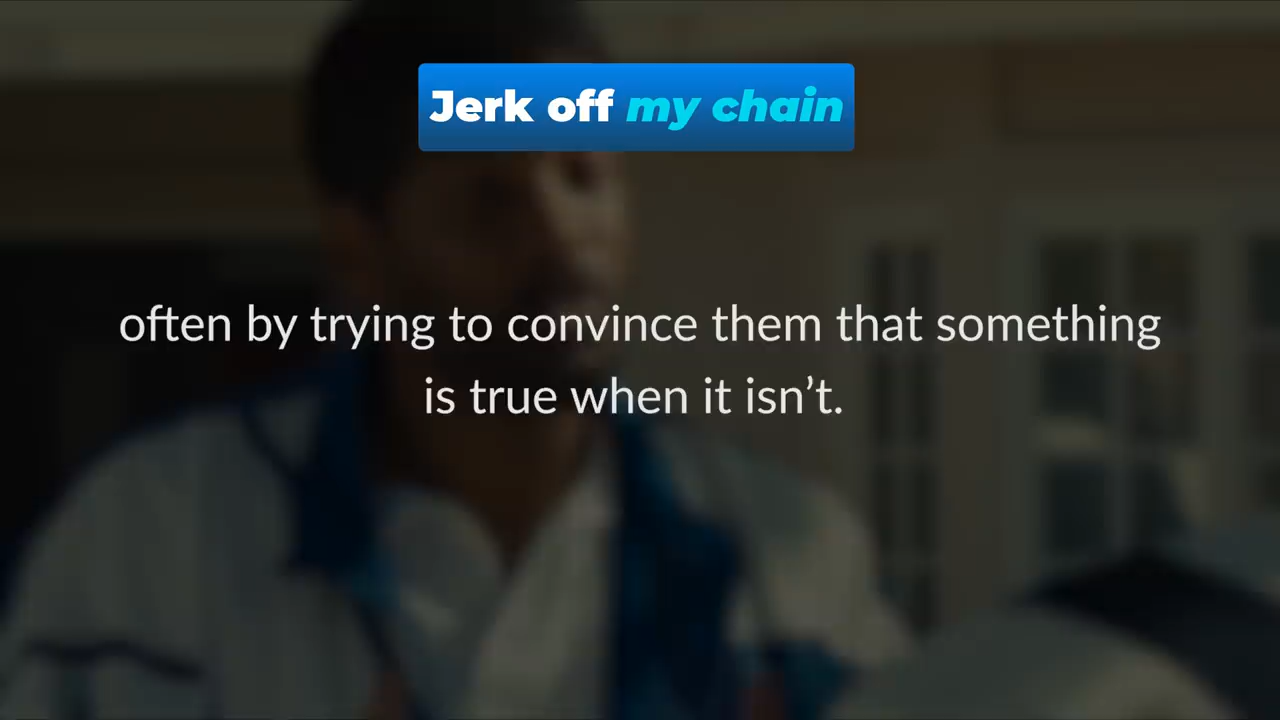 Jerk off my chain
often by trying to convince them that something
is true when it isn’t.